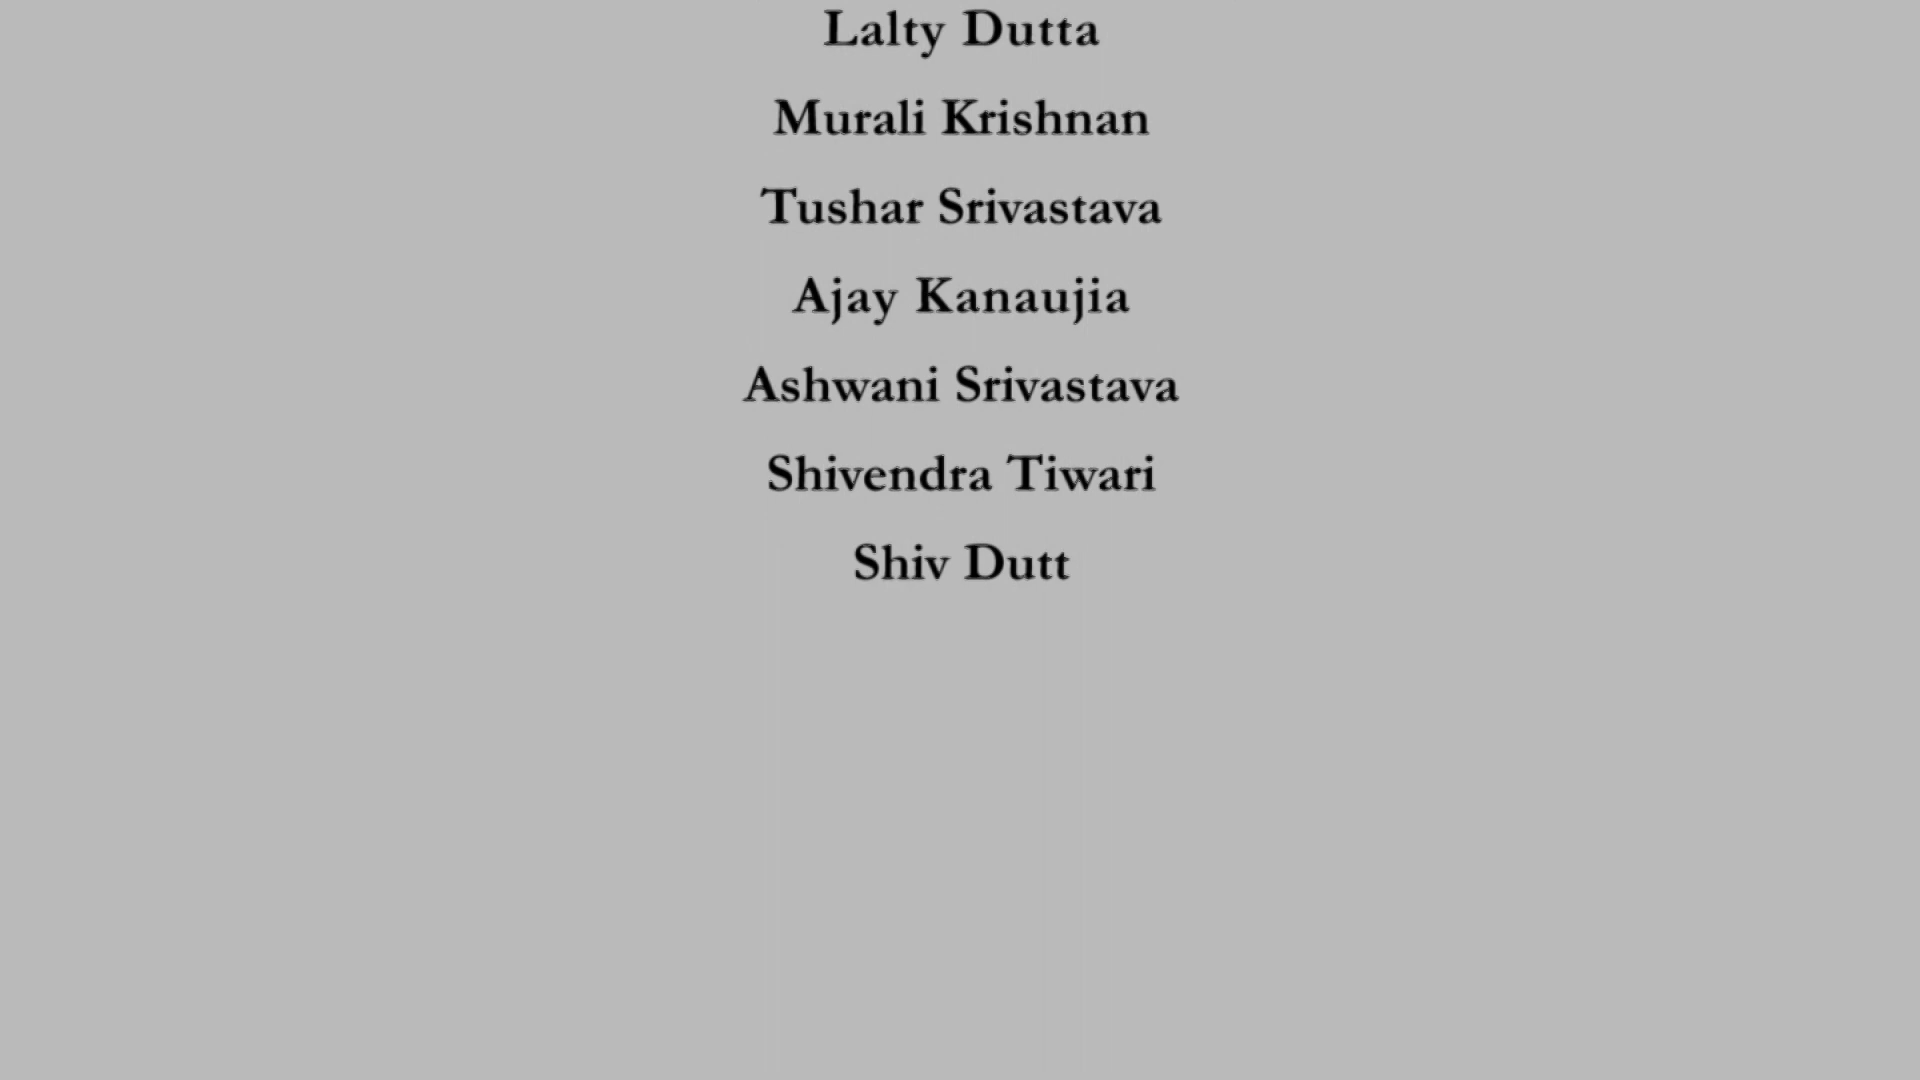 Lalty Dutta
Murali Krishnan
Tushar Srivastava
Ajay Kanaujia
Ashwani Srivastava
Shivendra Tiwari
Shiv Dutt